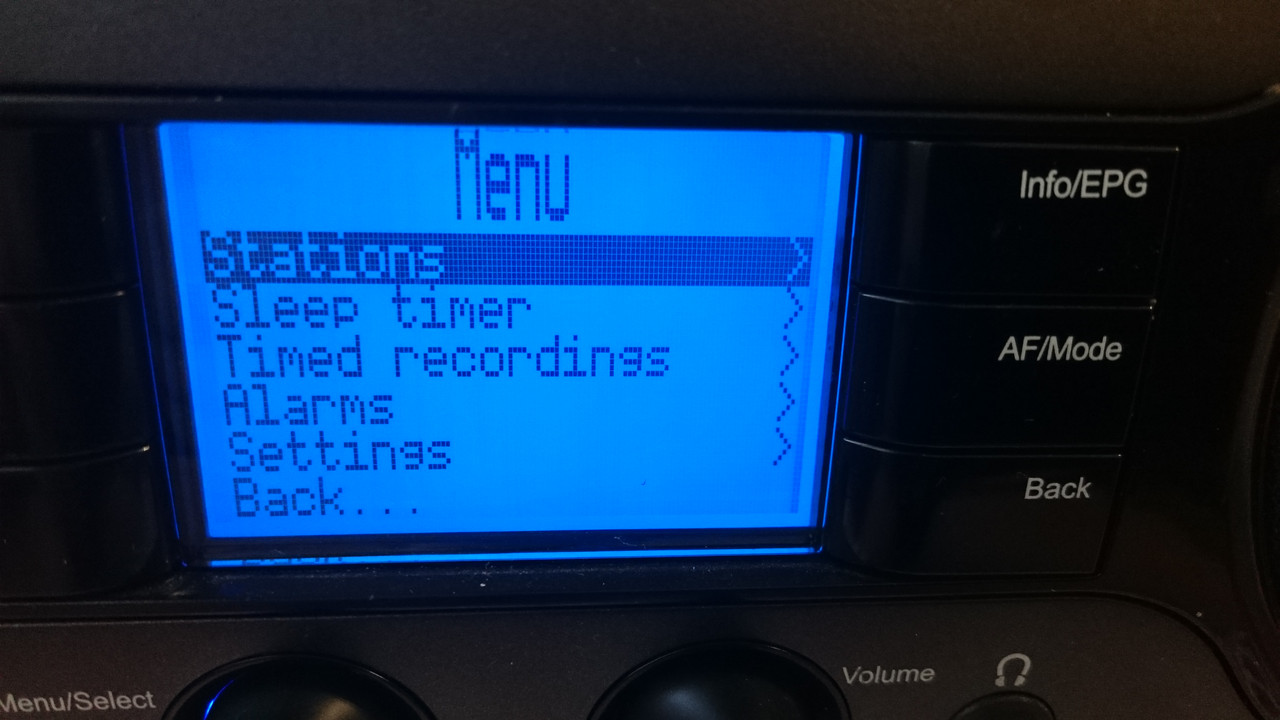 Menu
Stations
Sleep timer
Timed recordings
Alarms
Settings
Back...
Info/EPG
AF/Mode
Back
Menu/Select
Volume